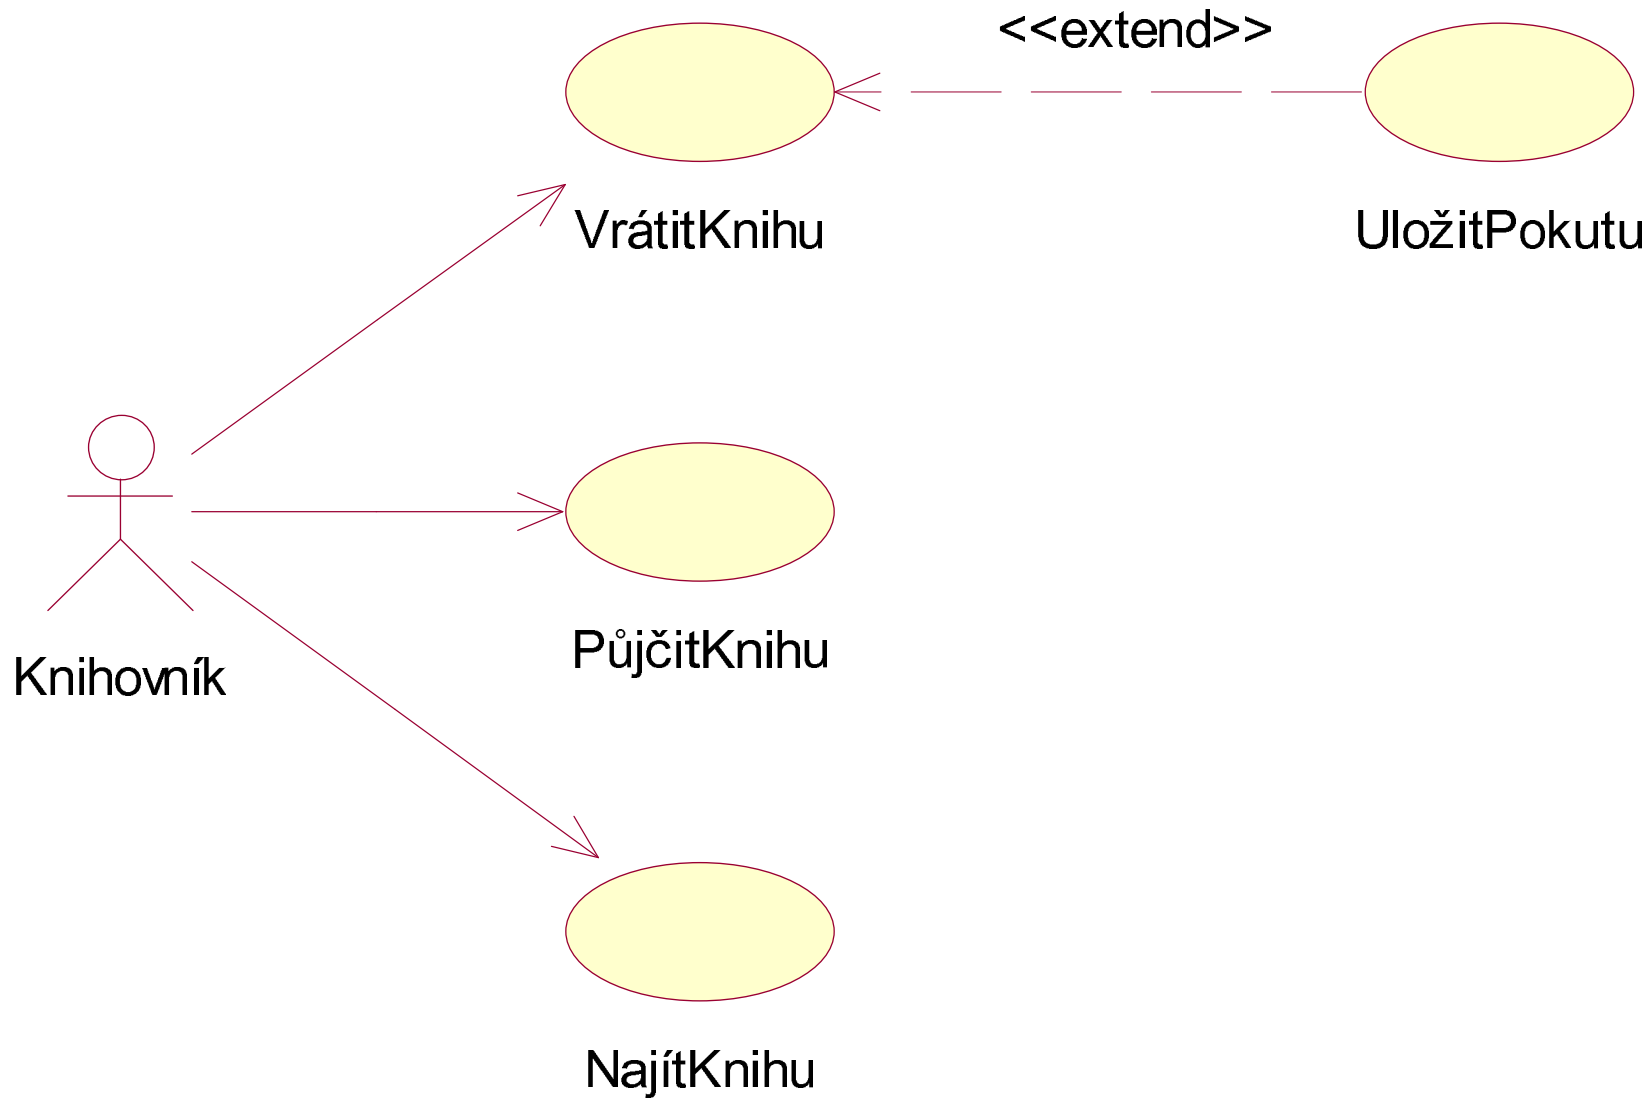 <<extend>>
VrátitKnihu
UložitPokutu
PůjčitKnihu
Knihovník
NajítKnihu